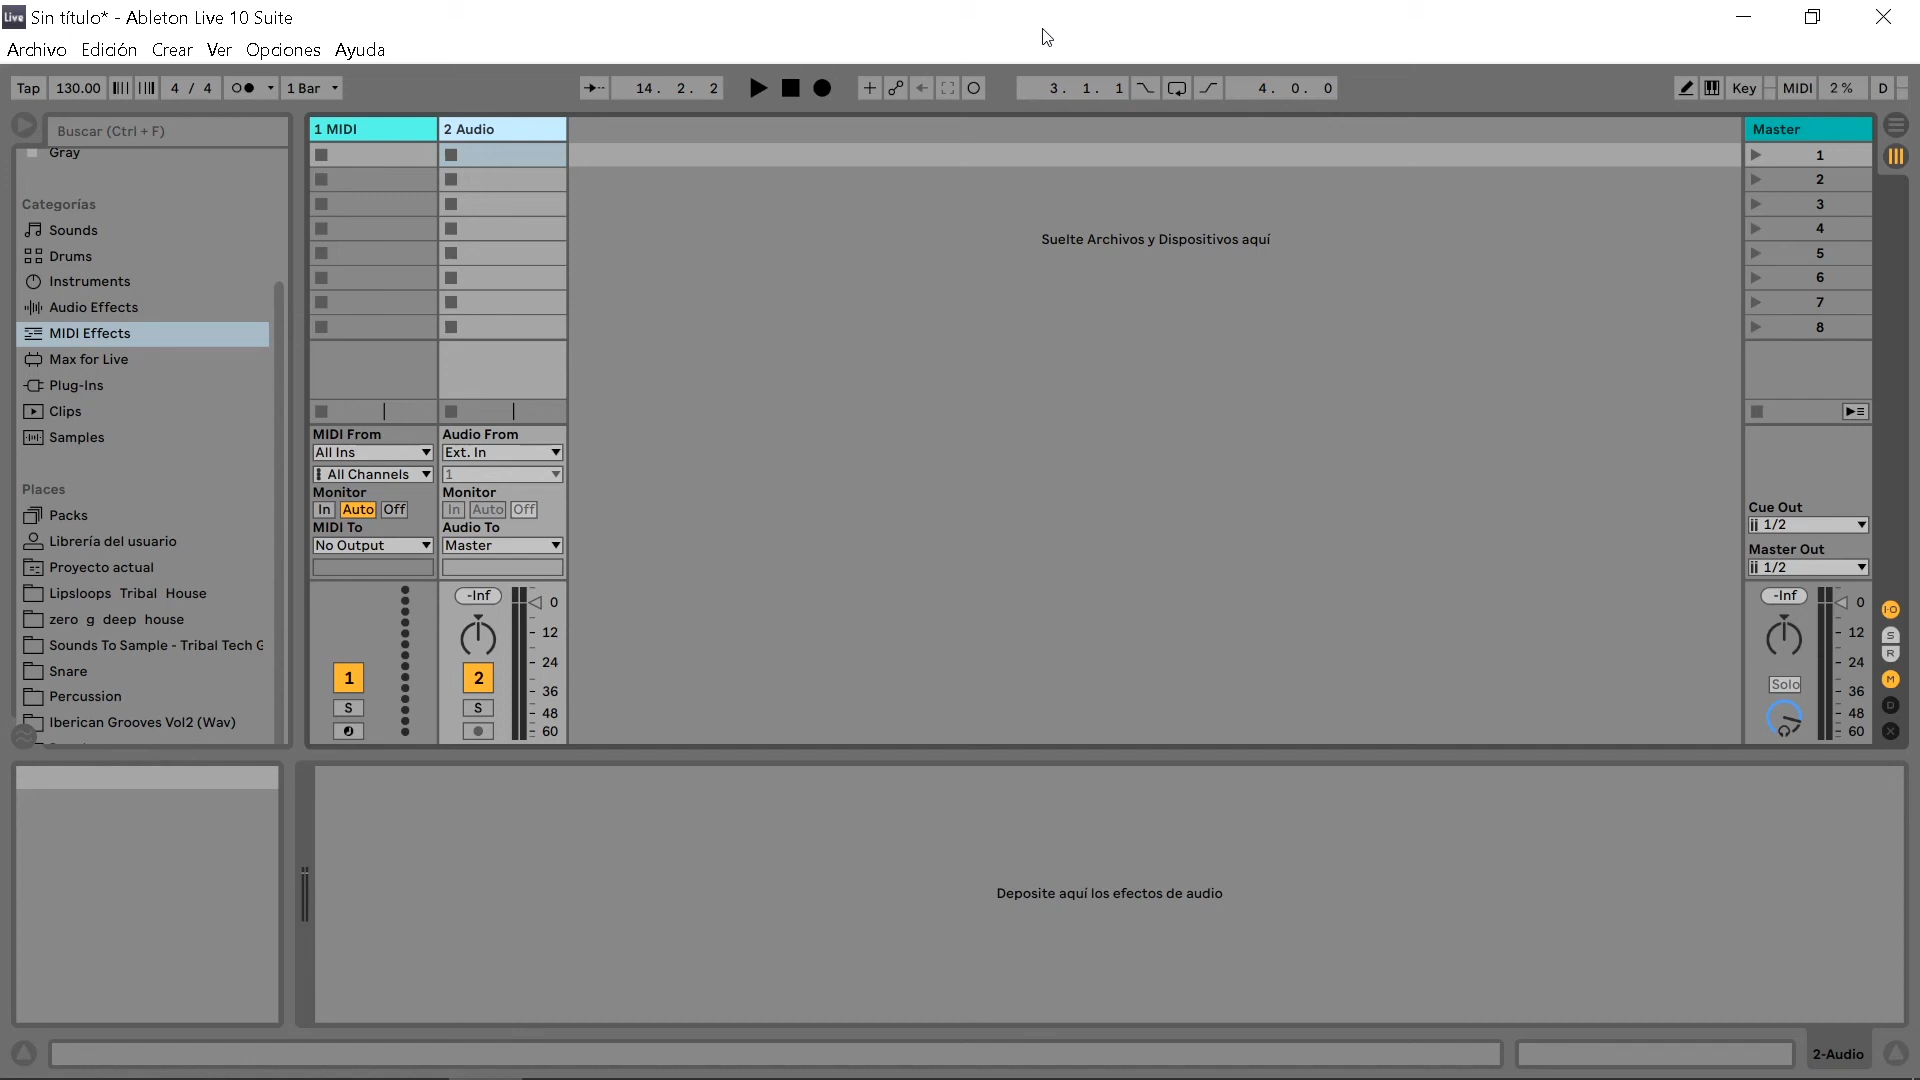 Live Sin título* - Ableton Live 10 Suite
Archivo Edición Crear Ver Opciones Ayuda
Tap 130.00 4 / 4 1 Bar 14. 2. 2 3. 1. 1 4. 0. 0 Key MIDI 2 % D
Buscar (Ctrl + F)
Gray
Categorías
Sounds
Drums
Instruments
Audio Effects
MIDI Effects
Max for Live
Plug-Ins
Clips
Samples
Places
Packs
Librería del usuario
Proyecto actual
Lipsloops Tribal House
zero g deep house
Sounds To Sample - Tribal Tech G
Snare
Percussion
Iberican Grooves Vol2 (Wav)
1 MIDI
MIDI From
All Ins
All Channels
Monitor
In Auto Off
MIDI To
No Output
1
S
2 Audio
Audio From
Ext. In
1
Monitor
In Auto Off
Audio To
Master
-Inf
0
12
24
36
48
60
2
S
Suelte Archivos y Dispositivos aquí
Master
1
2
3
4
5
6
7
8
Cue Out
1/2
Master Out
1/2
-Inf
0
12
24
36
48
60
Solo
I·O
S
R
M
D
X
Deposite aquí los efectos de audio
2-Audio